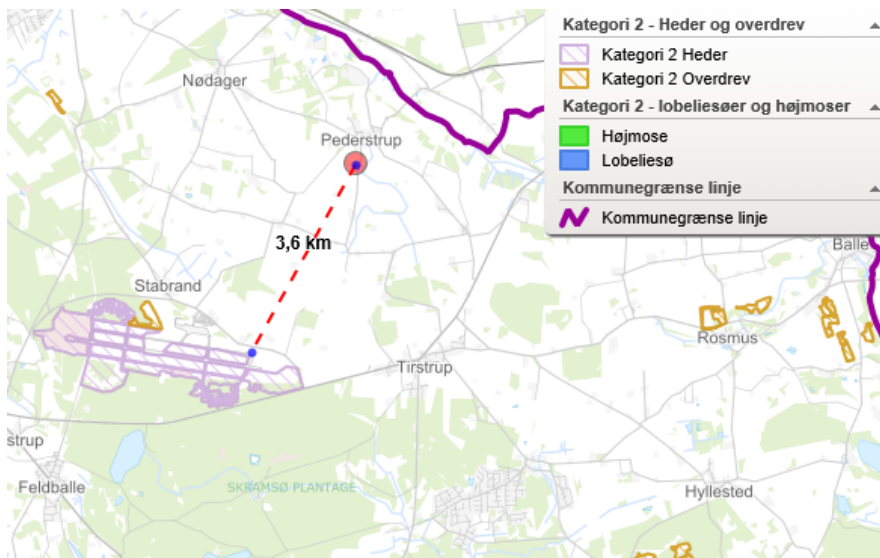 Kategori 2 - Heder og overdrev
Kategori 2 Heder
Kategori 2 Overdrev
Kategori 2 - lobeliesøer og højmoser
Højmose
Lobeliesø
Kommunegrænse linje
Kommunegrænse linje
Nødager
Pederstrup
3,6 km
Balle
Stabrand
Rosmus
Tirstrup
strup
Feldballe
SKRAMSØ PLANTAGE
Hyllested